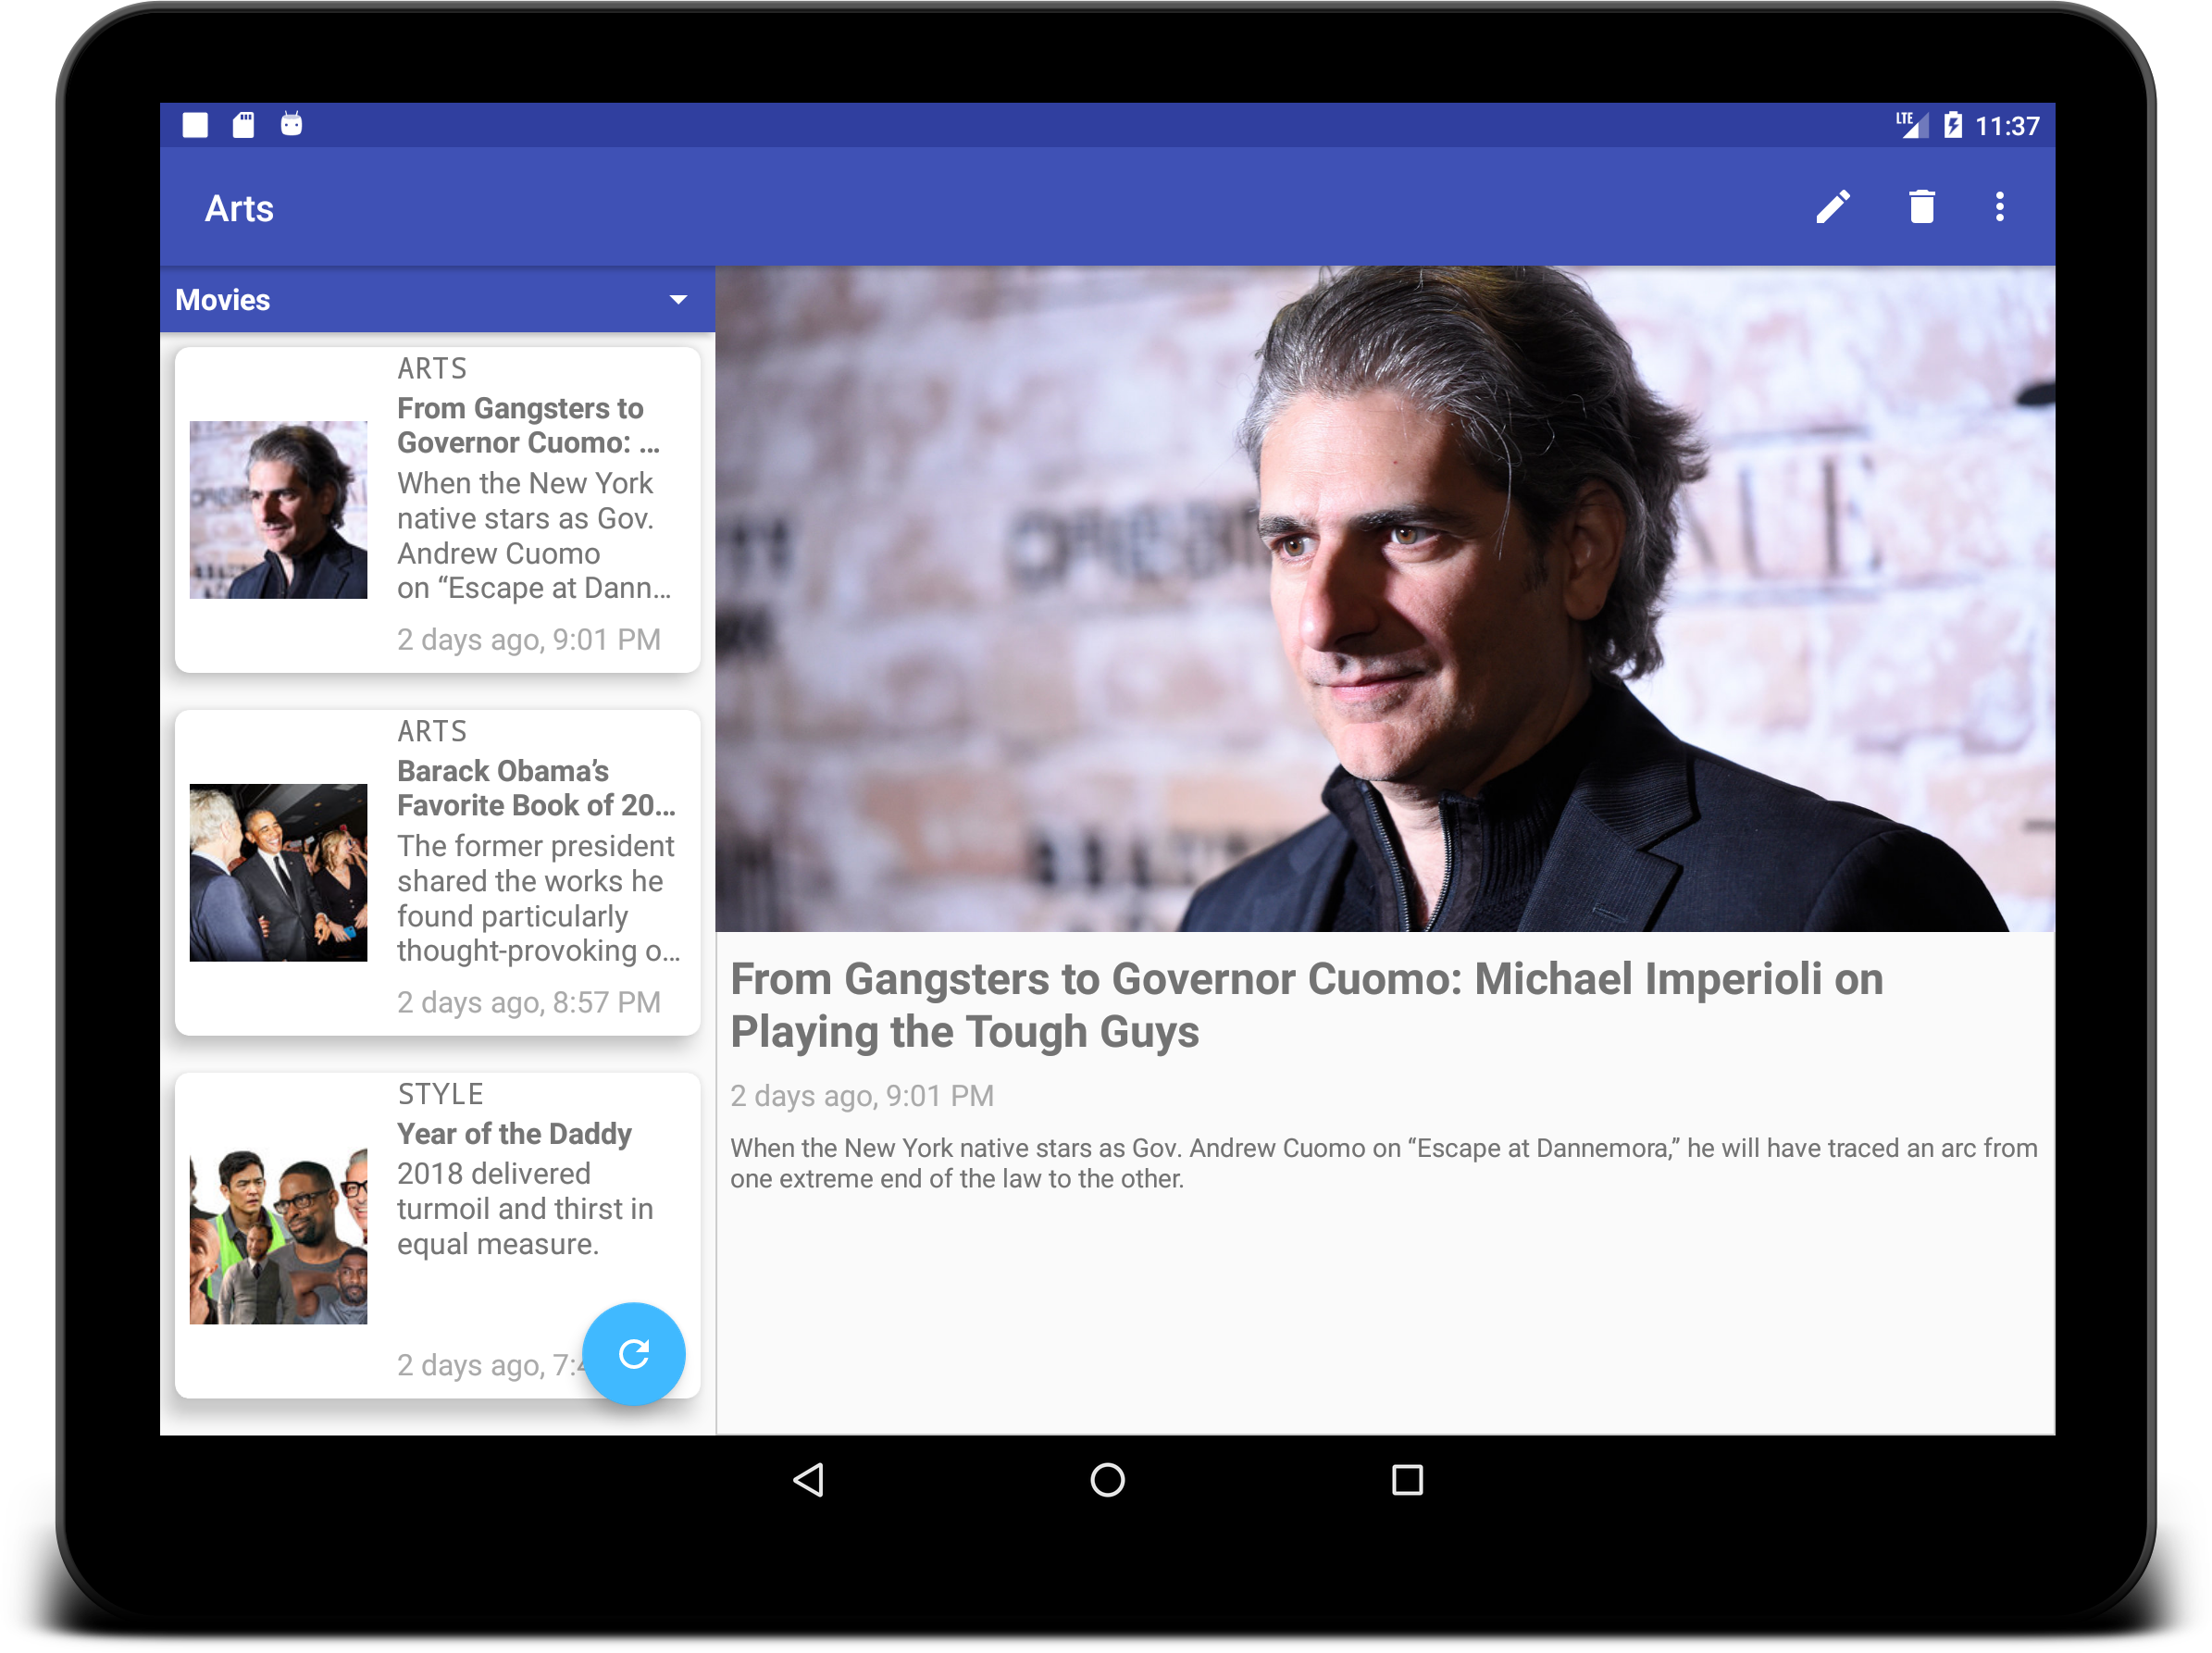 LTE 11:37
Arts
Movies
ARTS
From Gangsters to
Governor Cuomo: ...
When the New York
native stars as Gov.
Andrew Cuomo
on “Escape at Dann...
2 days ago, 9:01 PM
ARTS
Barack Obama’s
Favorite Book of 20...
The former president
shared the works he
found particularly
thought-provoking o...
2 days ago, 8:57 PM
STYLE
Year of the Daddy
2018 delivered
turmoil and thirst in
equal measure.
2 days ago, 7:4
From Gangsters to Governor Cuomo: Michael Imperioli on
Playing the Tough Guys
2 days ago, 9:01 PM
When the New York native stars as Gov. Andrew Cuomo on “Escape at Dannemora,” he will have traced an arc from
one extreme end of the law to the other.